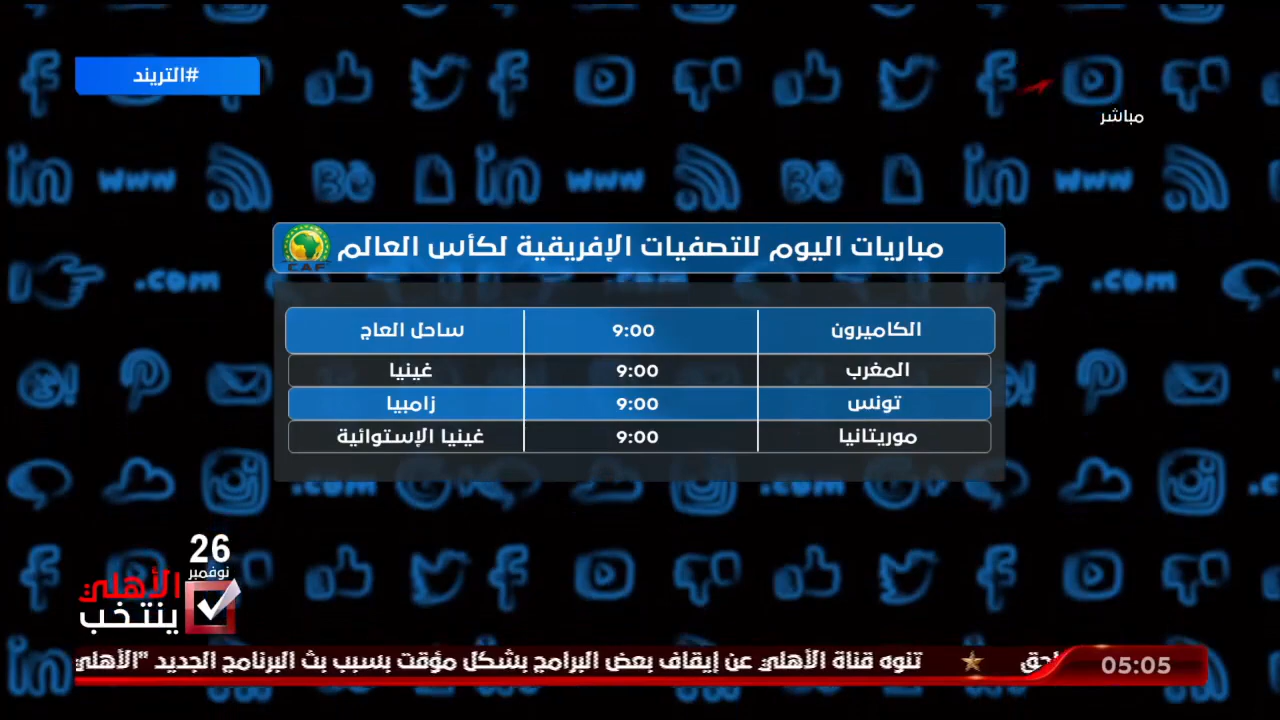 #التريند
مباشر
مباريات اليوم للتصفيات الإفريقية لكأس العالم
CAF
الكاميرون 9:00 ساحل العاج
المغرب 9:00 غينيا
تونس 9:00 زامبيا
موريتانيا 9:00 غينيا الإستوائية
26
نوفمبر
الأهلي
ينتخب
تنوه قناة الأهلي عن إيقاف بعض البرامج بشكل مؤقت بسبب بث البرنامج الجديد "الأهلي
05:05